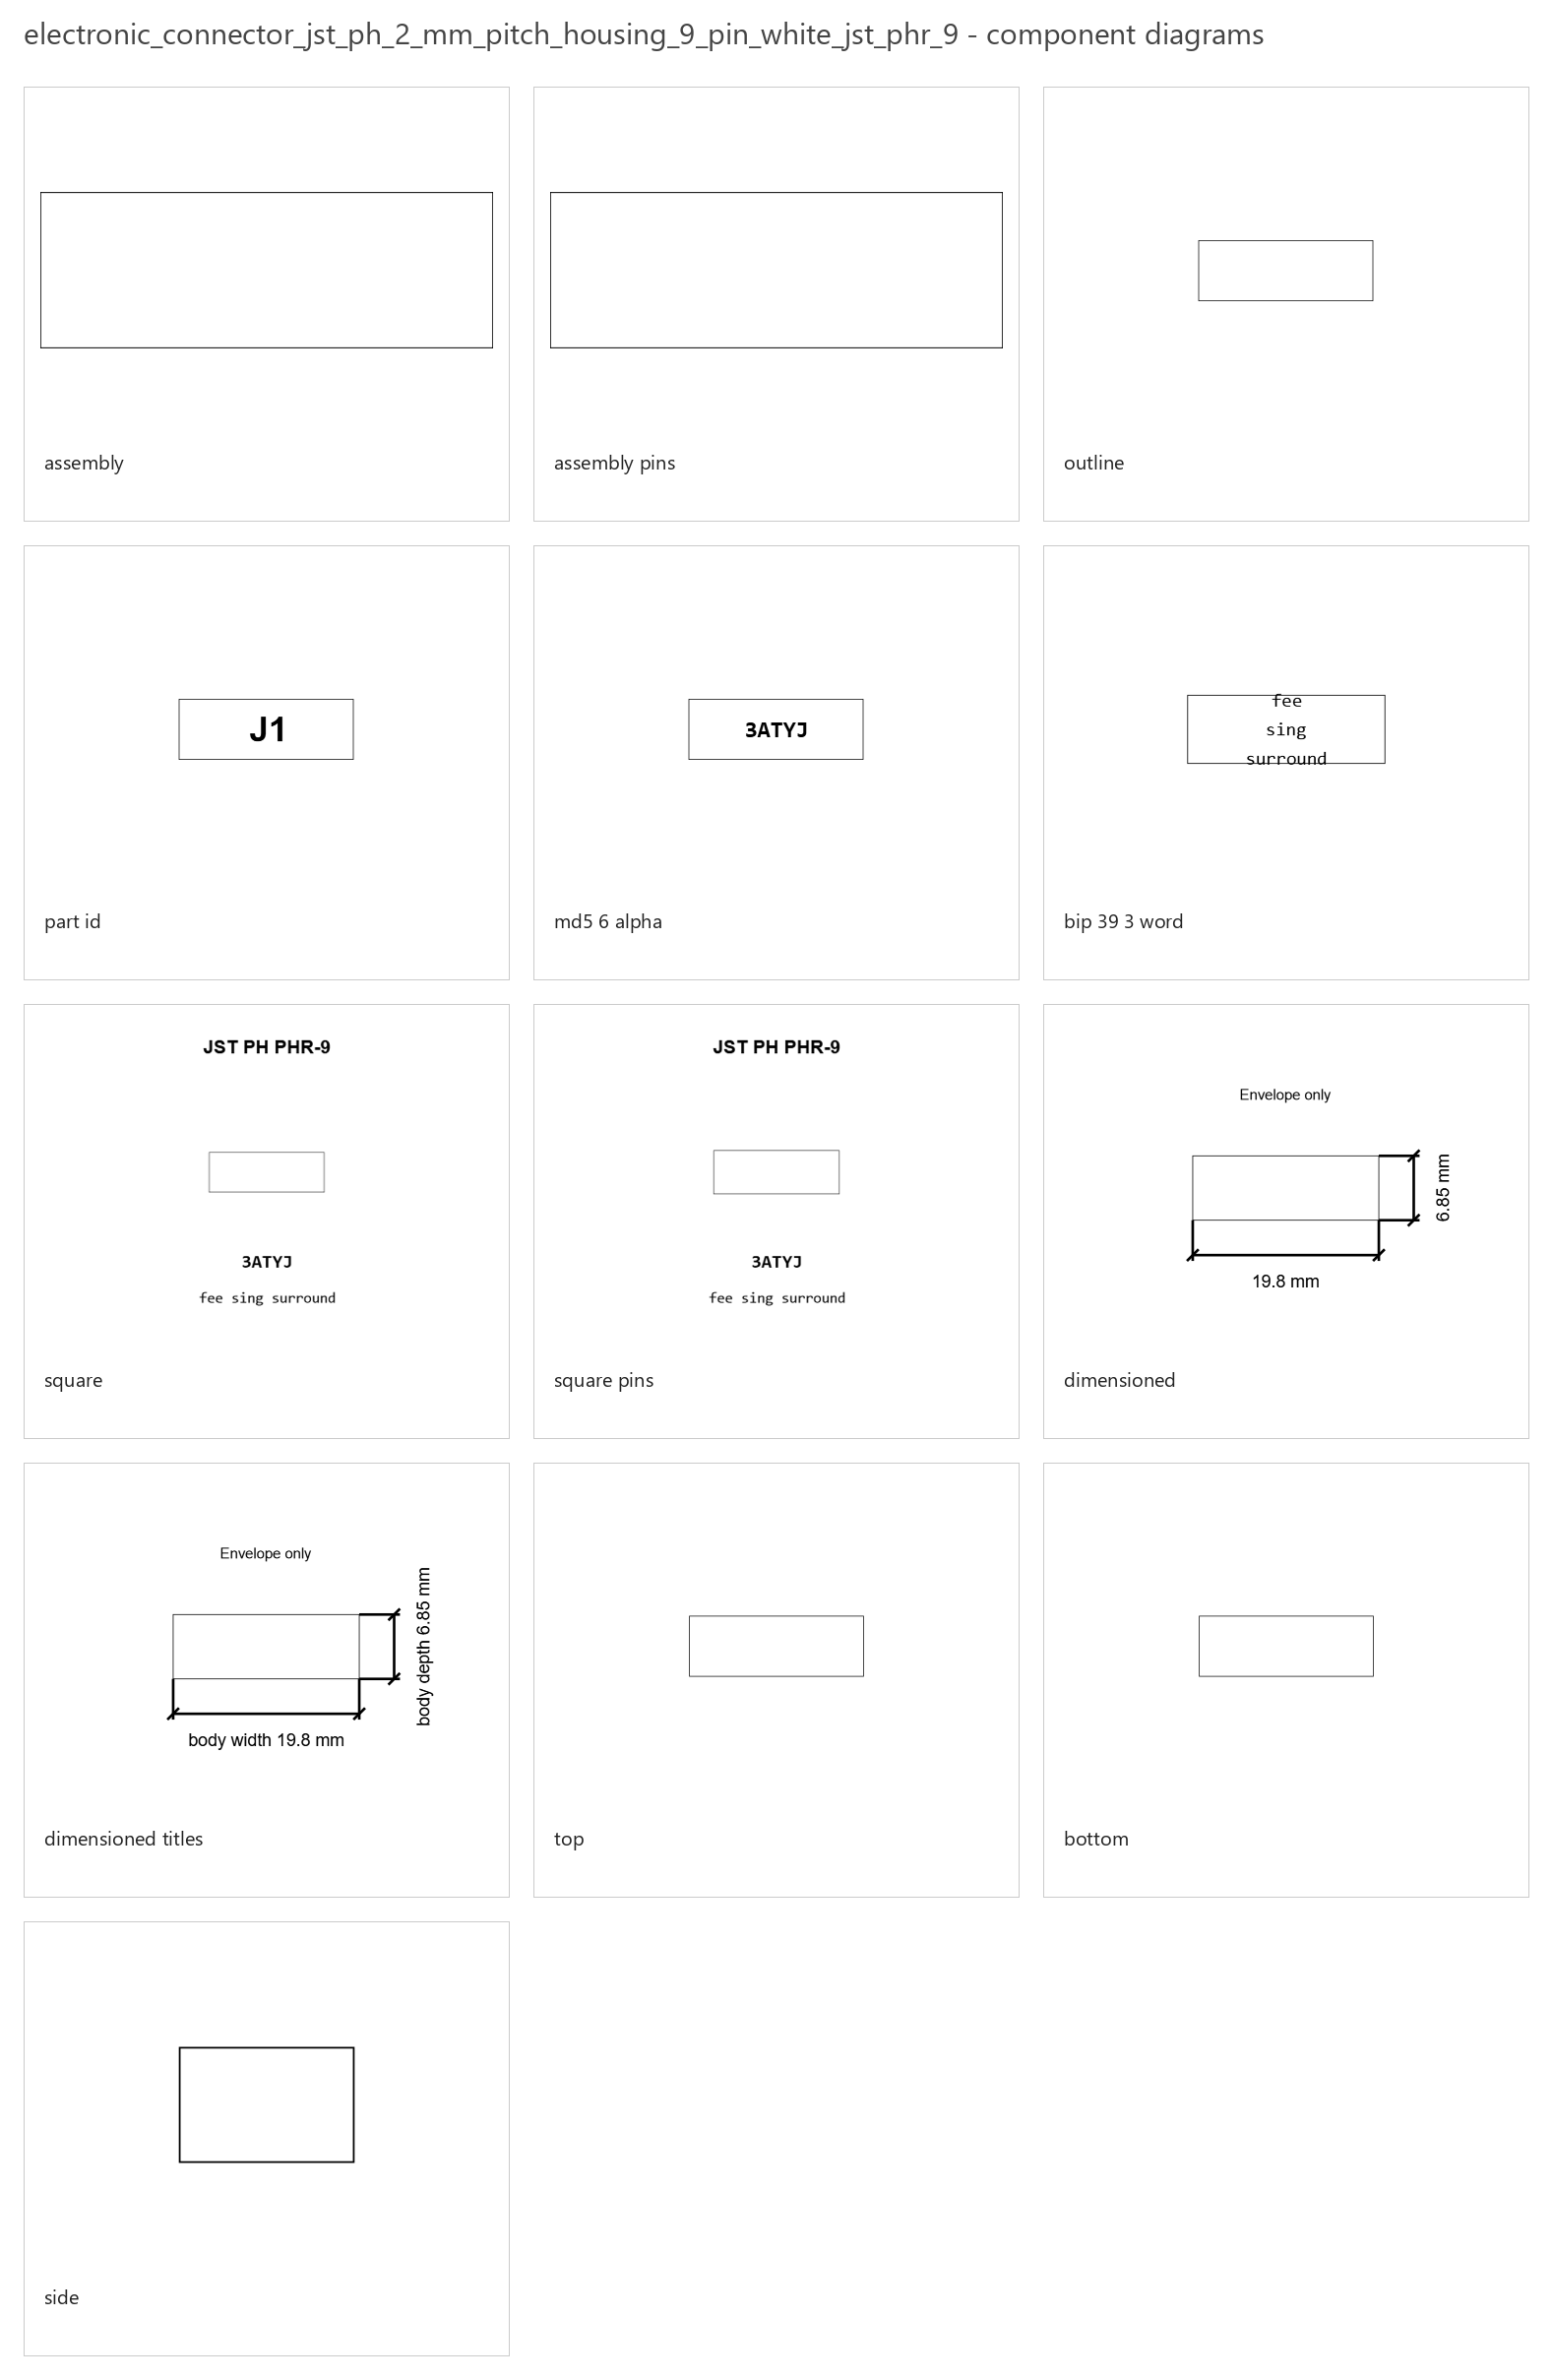 electronic_connector_jst_ph_2_mm_pitch_housing_9_pin_white_jst_phr_9 - component diagrams
assembly
assembly pins
outline
J1
part id
3ATYJ
md5 6 alpha
fee
sing
surround
bip 39 3 word
JST PH PHR-9
3ATYJ
fee sing surround
square
JST PH PHR-9
3ATYJ
fee sing surround
square pins
Envelope only
6.85 mm
19.8 mm
dimensioned
Envelope only
body depth 6.85 mm
body width 19.8 mm
dimensioned titles
top
bottom
side